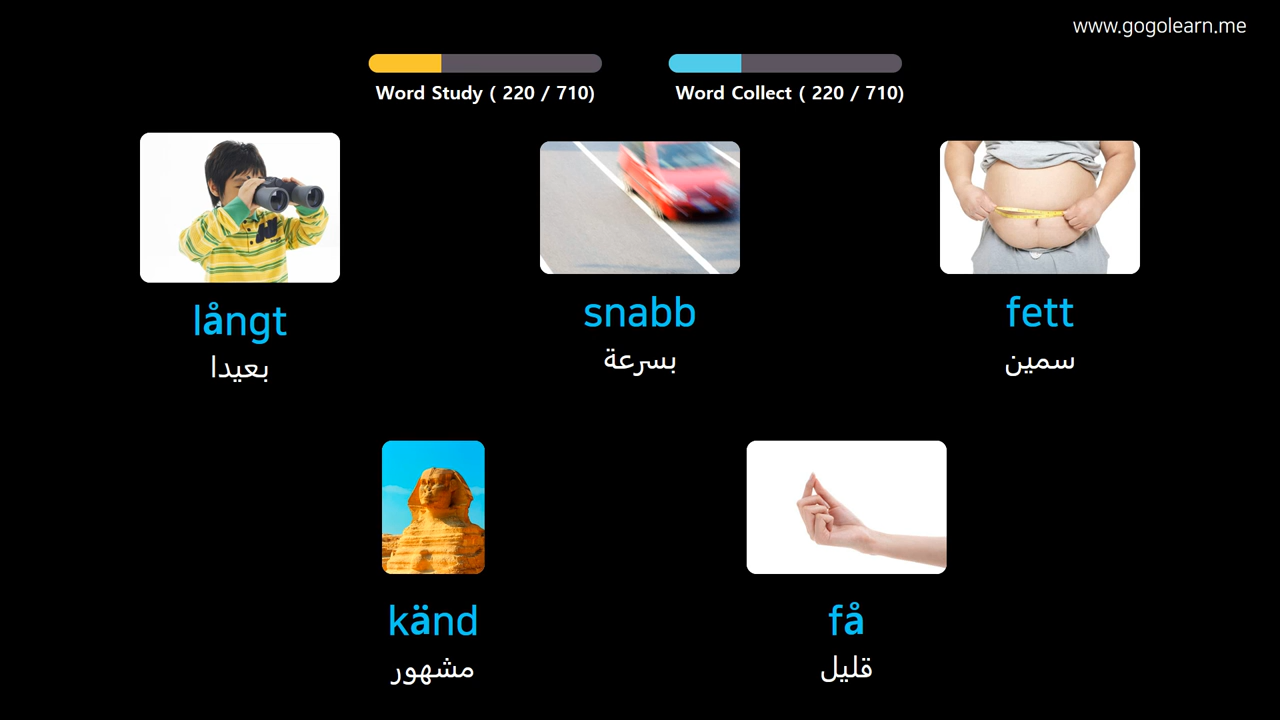 www.gogolearn.me
Word Study ( 220 / 710)
Word Collect ( 220 / 710)
långt
بعيدا
snabb
بسرعة
fett
سمين
känd
مشهور
få
قليل